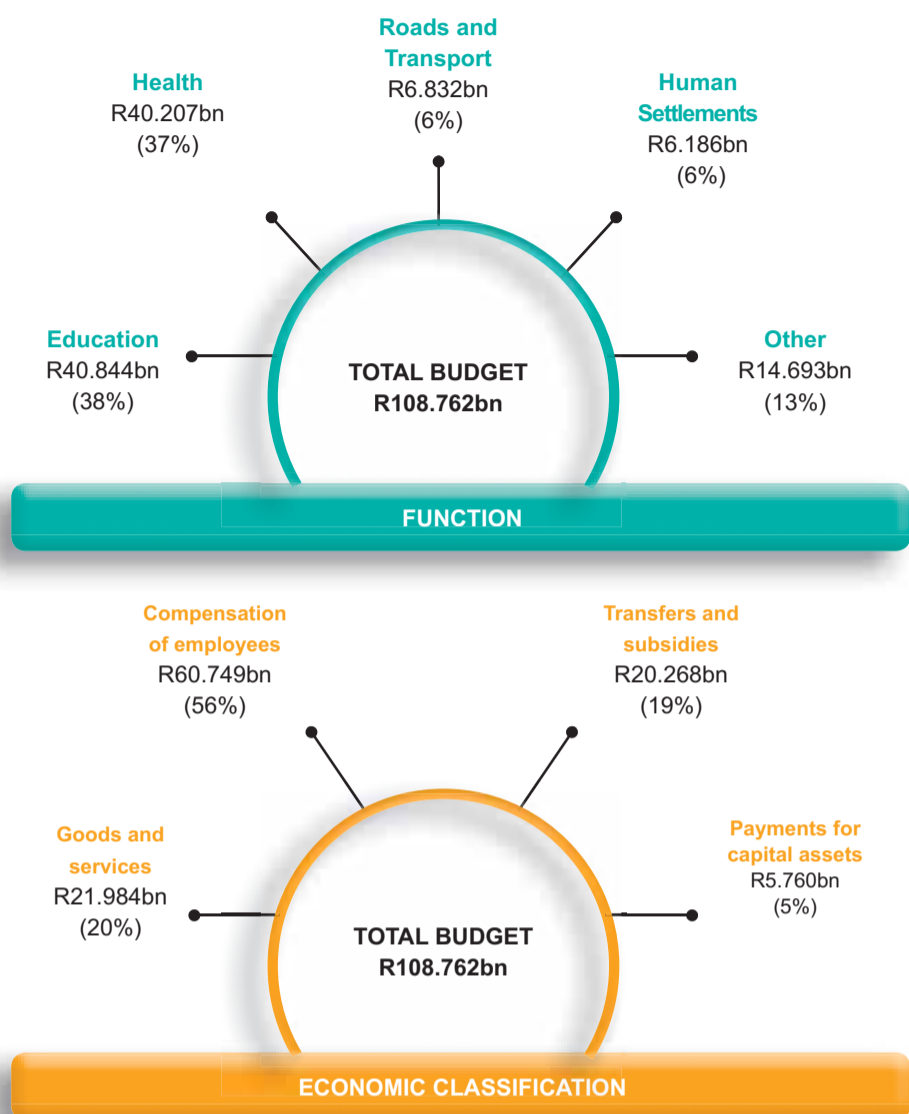 Roads and
Transport
R6.832bn
(6%)
Health
R40.207bn
(37%)
Human
Settlements
R6.186bn
(6%)
Education
R40.844bn
(38%)
TOTAL BUDGET
R108.762bn
Other
R14.693bn
(13%)
FUNCTION
Compensation
of employees
R60.749bn
(56%)
Transfers and
subsidies
R20.268bn
(19%)
Goods and
services
R21.984bn
(20%)
TOTAL BUDGET
R108.762bn
Payments for
capital assets
R5.760bn
(5%)
ECONOMIC CLASSIFICATION